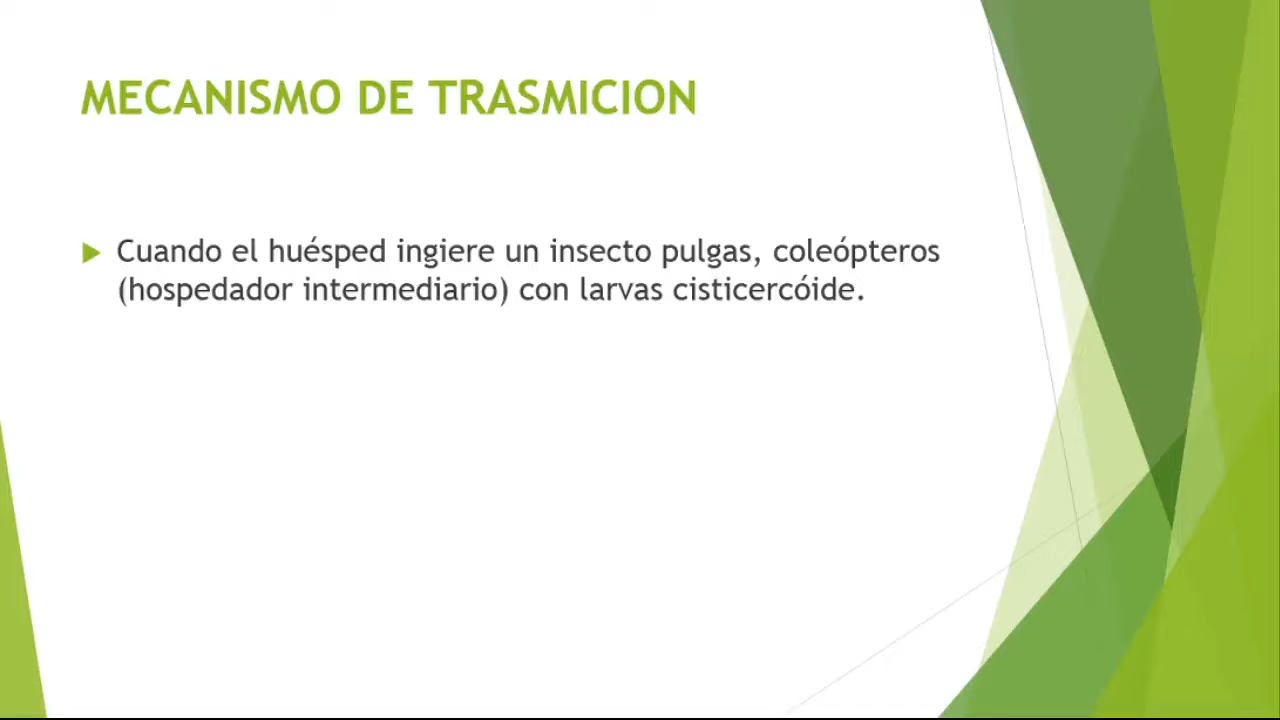 MECANISMO DE TRASMICION
Cuando el huésped ingiere un insecto pulgas, coleópteros
(hospedador intermediario) con larvas cisticercóide.